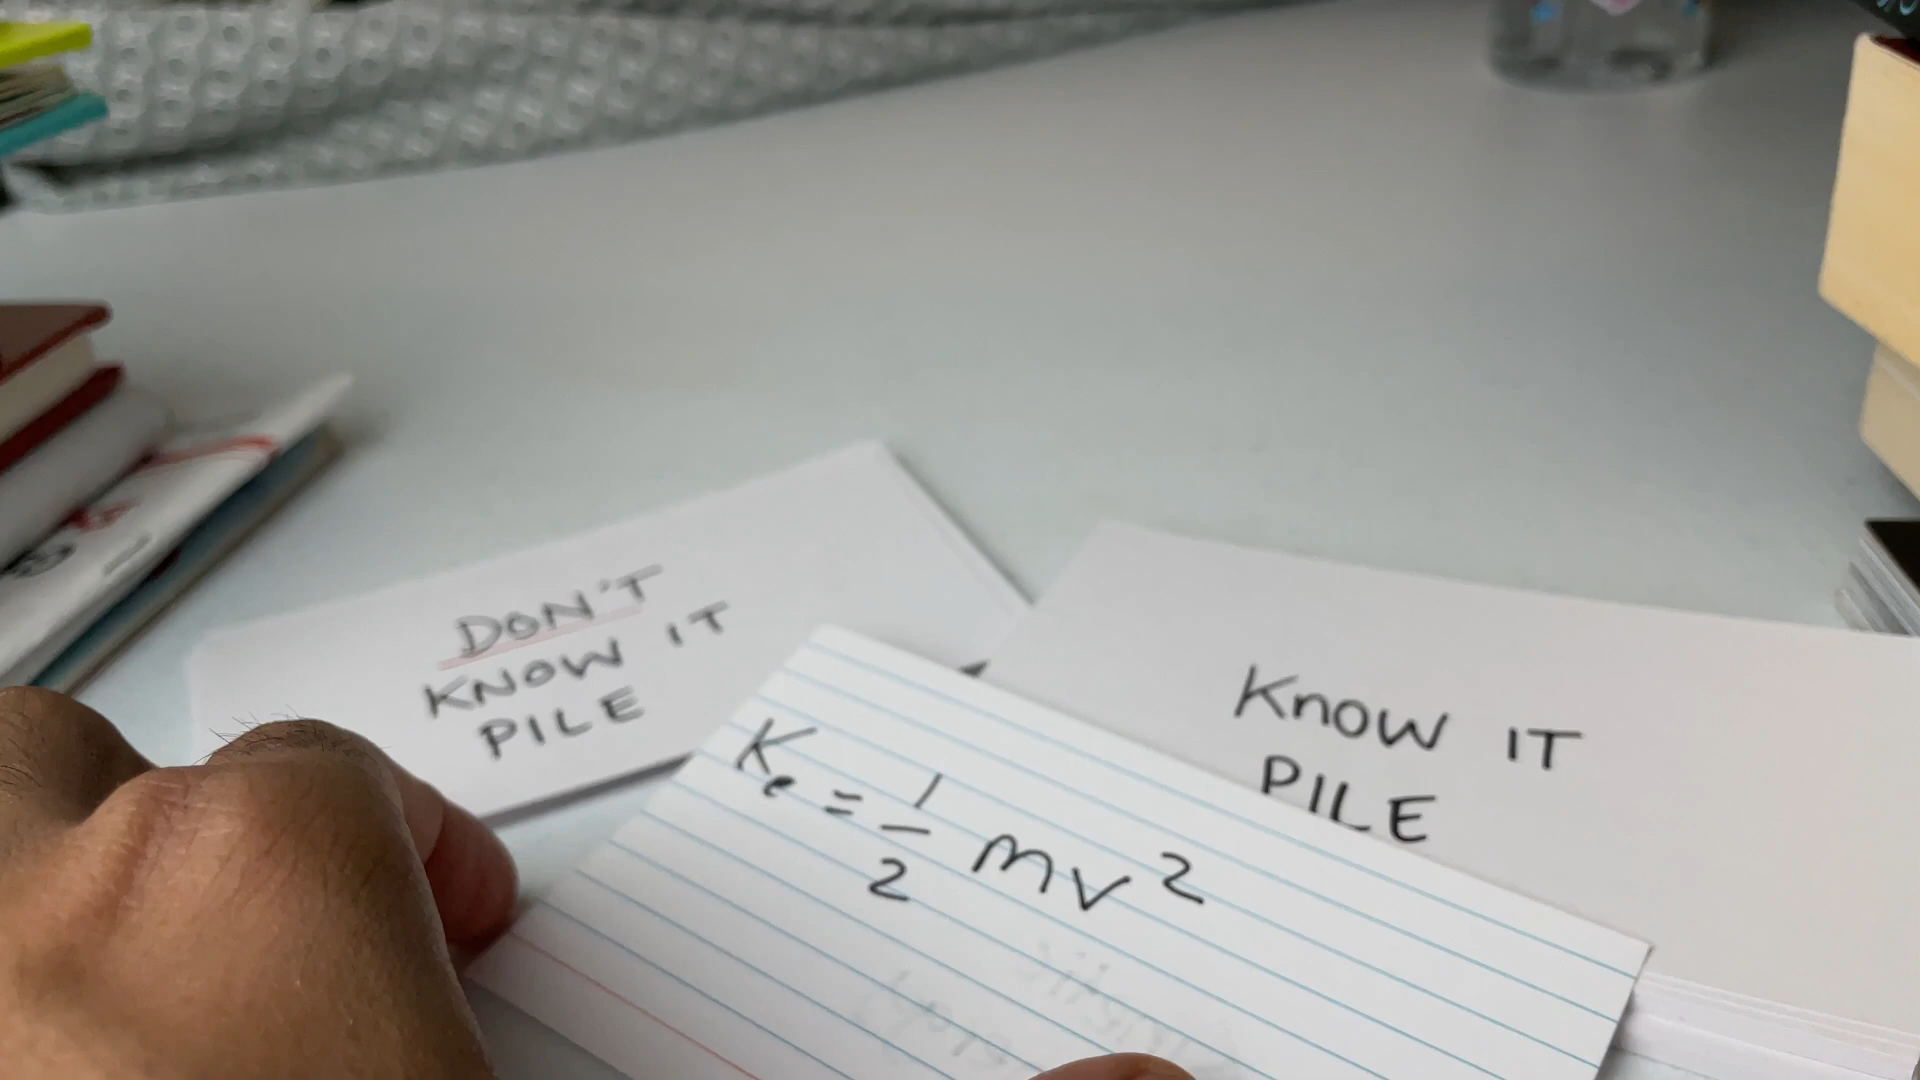 DON'T
KNOW IT
PILE
KNOW IT
PILE
Ke = 1/2 mv²